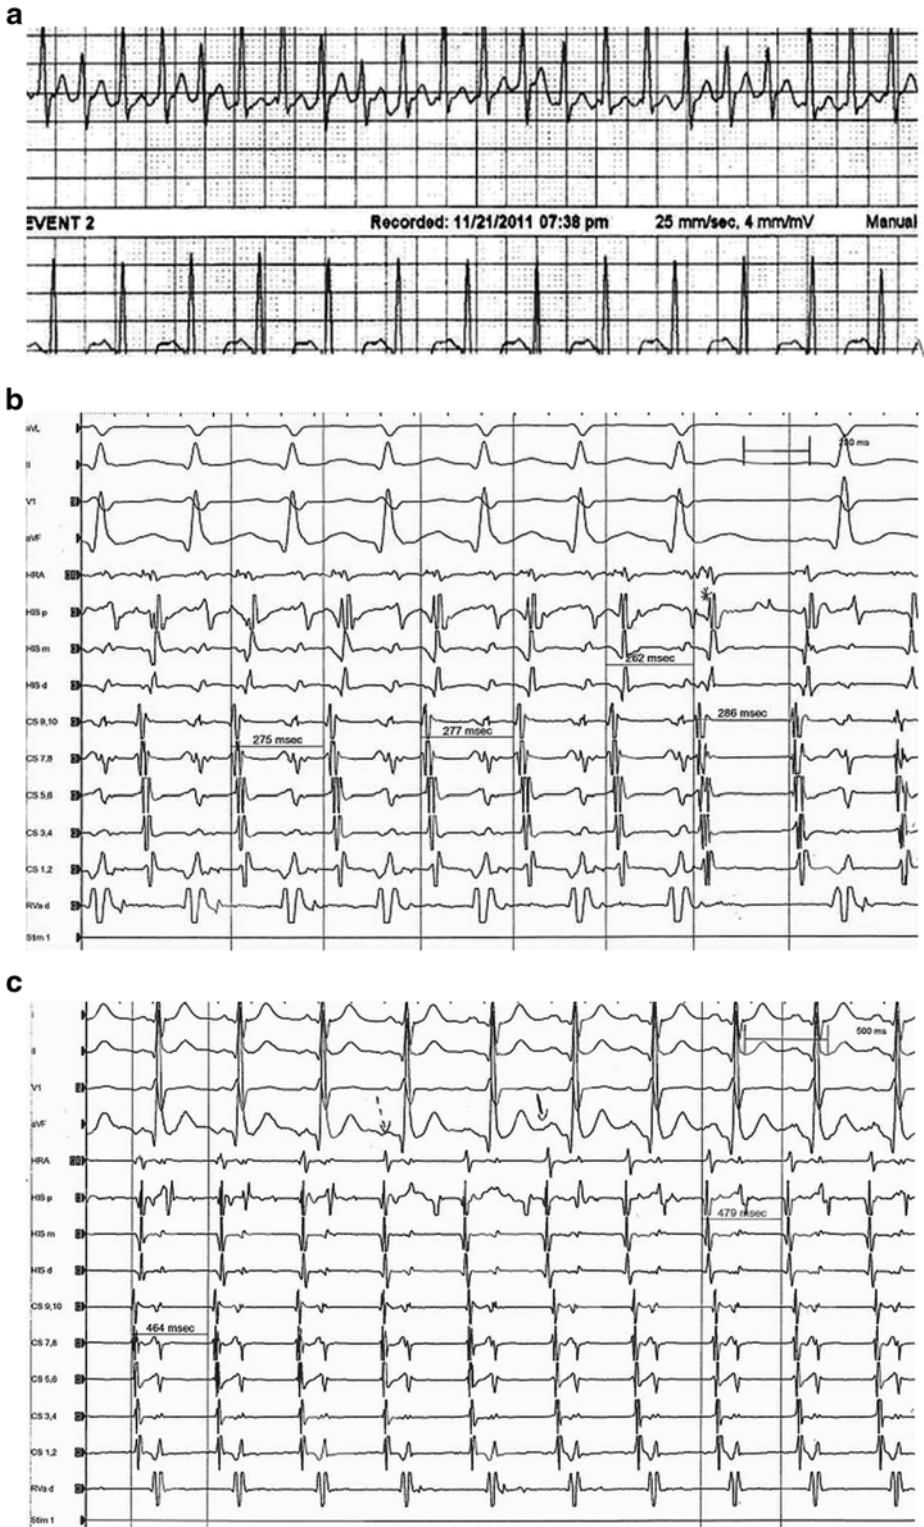 a
EVENT 2 Recorded: 11/21/2011 07:38 pm 25 mm/sec, 4 mm/mV Manual
b
aVL
II
V1
aVF
HRA
HIS p
HIS m
HIS d
CS 9,10
CS 7,8
CS 5,6
CS 3,4
CS 1,2
RVa d
Stim 1
262 msec
286 msec
275 msec
277 msec
c
I
II
V1
aVF
500 ms
HRA
HIS p
HIS m
479 msec
HIS d
CS 9,10
464 msec
CS 7,8
CS 5,6
CS 3,4
CS 1,2
RVa d
Stim 1